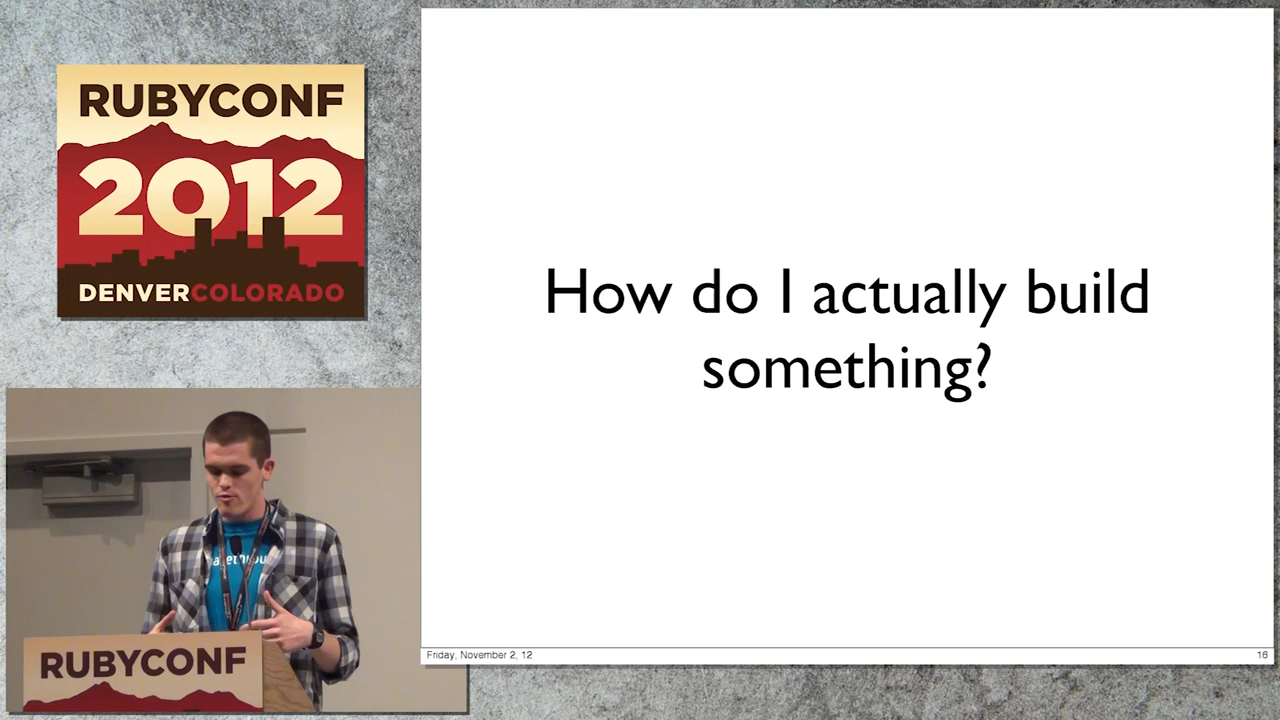 RUBYCONF
2012
DENVERCOLORADO
How do I actually build
something?
Friday, November 2, 12
16
RUBYCONF